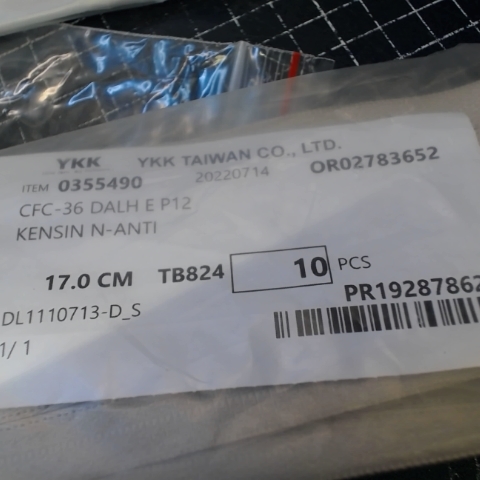 YKK YKK TAIWAN CO., LTD.
ITEM 0355490 20220714 OR02783652
CFC-36 DALH E P12
KENSIN N-ANTI
17.0 CM TB824 10 PCS
DL1110713-D_S PR19287862
1/ 1